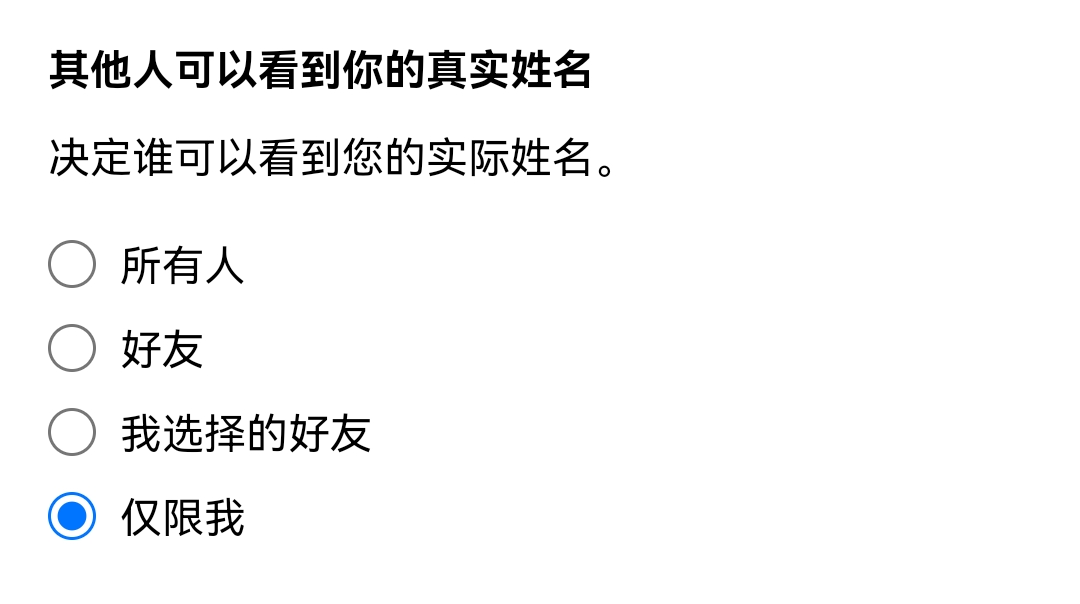 其他人可以看到你的真实姓名
决定谁可以看到您的实际姓名。
所有人
好友
我选择的好友
仅限我